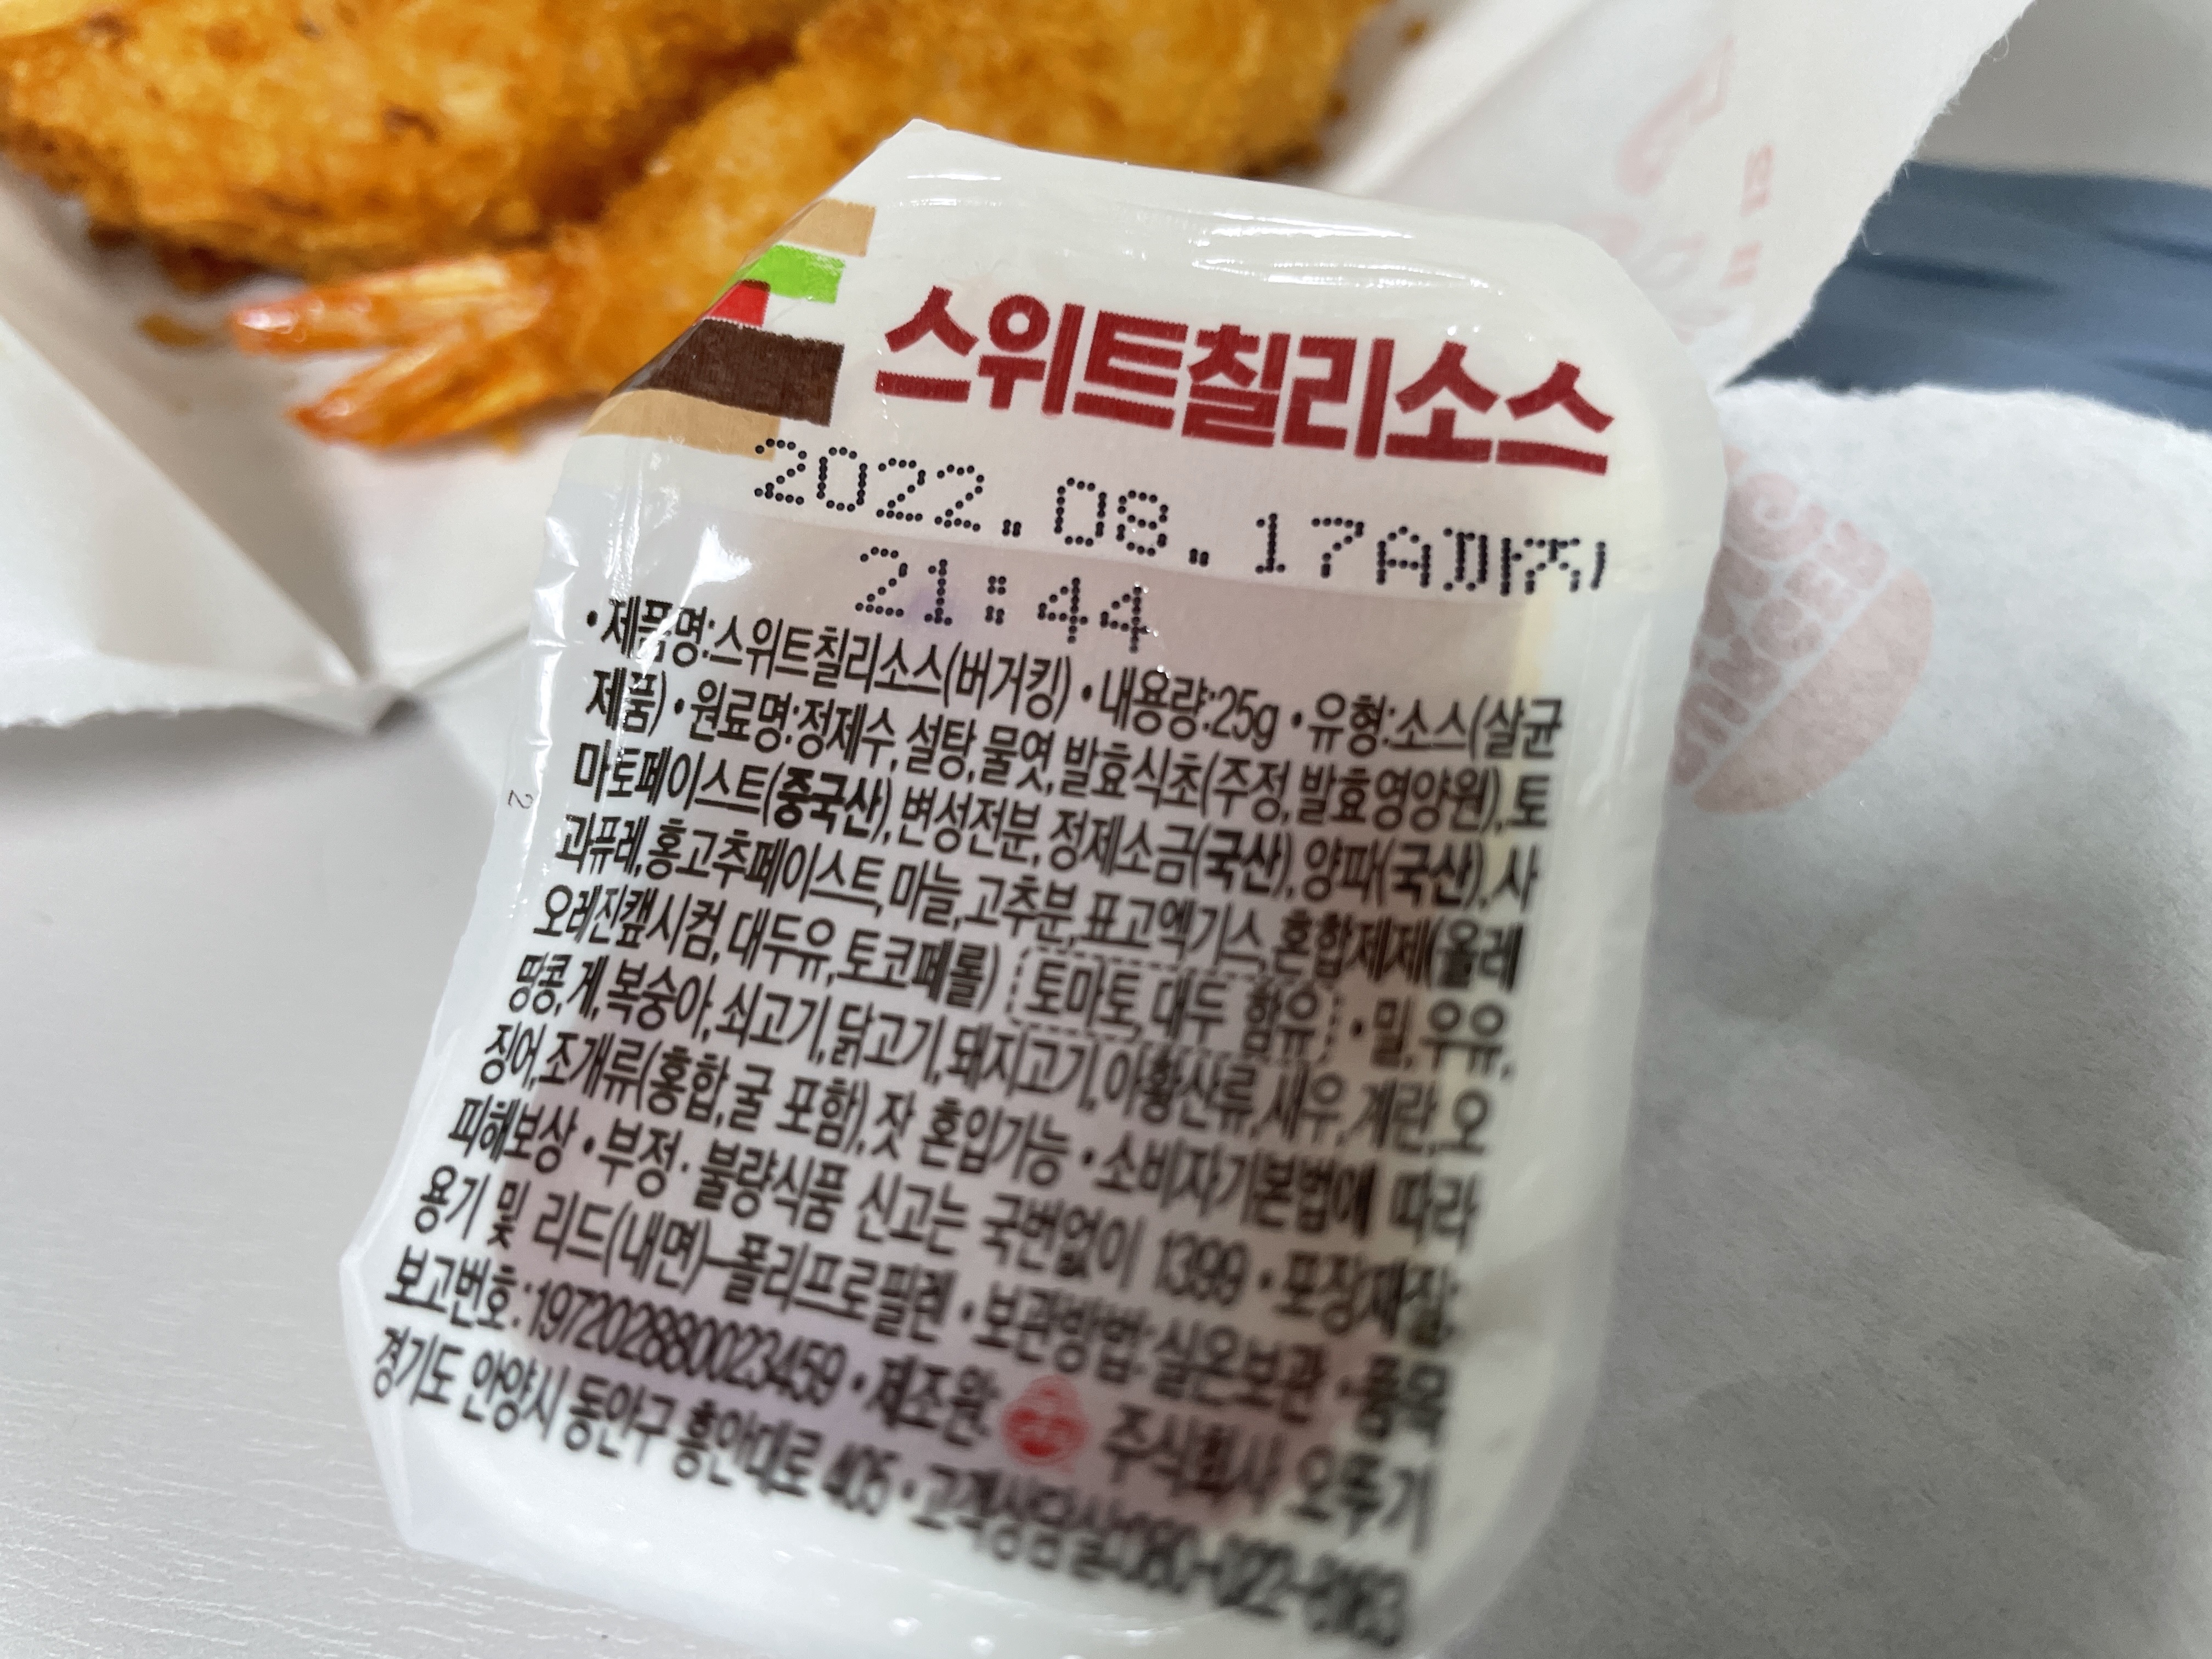 스위트칠리소스
2022.08.17A까지
21:44
•제품명:스위트칠리소스(버거킹)•내용량:25g•유형:소스(살균
제품)•원료명:정제수,설탕,물엿,발효식초(주정,발효영양원),토
마토페이스트(중국산),변성전분,정제소금(국산),양파(국산),사
과퓨레,홍고추페이스트,마늘,고추분,표고엑기스,혼합제제(올레
오레진캪시컴,대두유,토코페롤) 토마토,대두 함유 •밀,우유,
땅콩,게,복숭아,쇠고기,닭고기,돼지고기,아황산류,새우,계란,오
징어,조개류(홍합,굴 포함),잣 혼입가능•소비자기본법에 따라
피해보상•부정·불량식품 신고는 국번없이 1399•포장재질:
용기 및 리드(내면)-폴리프로필렌•보관방법:실온보관•품목
보고번호:197202880023459•제조원: 주식회사 오뚜기
경기도 안양시 동안구 흥안대로 405•고객상담실:
2